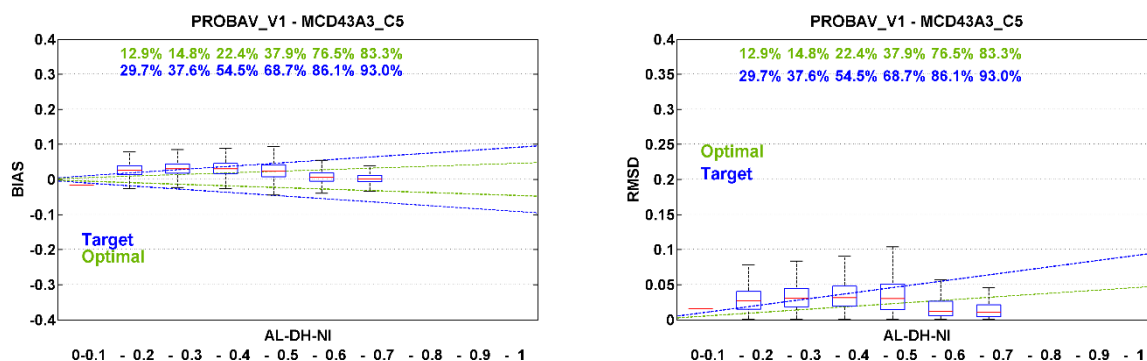 PROBAV_V1 - MCD43A3_C5
0.4
12.9% 14.8% 22.4% 37.9% 76.5% 83.3%
29.7% 37.6% 54.5% 68.7% 86.1% 93.0%
0.3
0.2
0.1
0
-0.1
-0.2
-0.3
-0.4
BIAS
Target
Optimal
AL-DH-NI
0-0.1 - 0.2 - 0.3 - 0.4 - 0.5 - 0.6 - 0.7 - 0.8 - 0.9 - 1
PROBAV_V1 - MCD43A3_C5
0.4
12.9% 14.8% 22.4% 37.9% 76.5% 83.3%
0.35
29.7% 37.6% 54.5% 68.7% 86.1% 93.0%
0.3
0.25
0.2
0.15
0.1
0.05
0
RMSD
Optimal
Target
AL-DH-NI
0-0.1 - 0.2 - 0.3 - 0.4 - 0.5 - 0.6 - 0.7 - 0.8 - 0.9 - 1